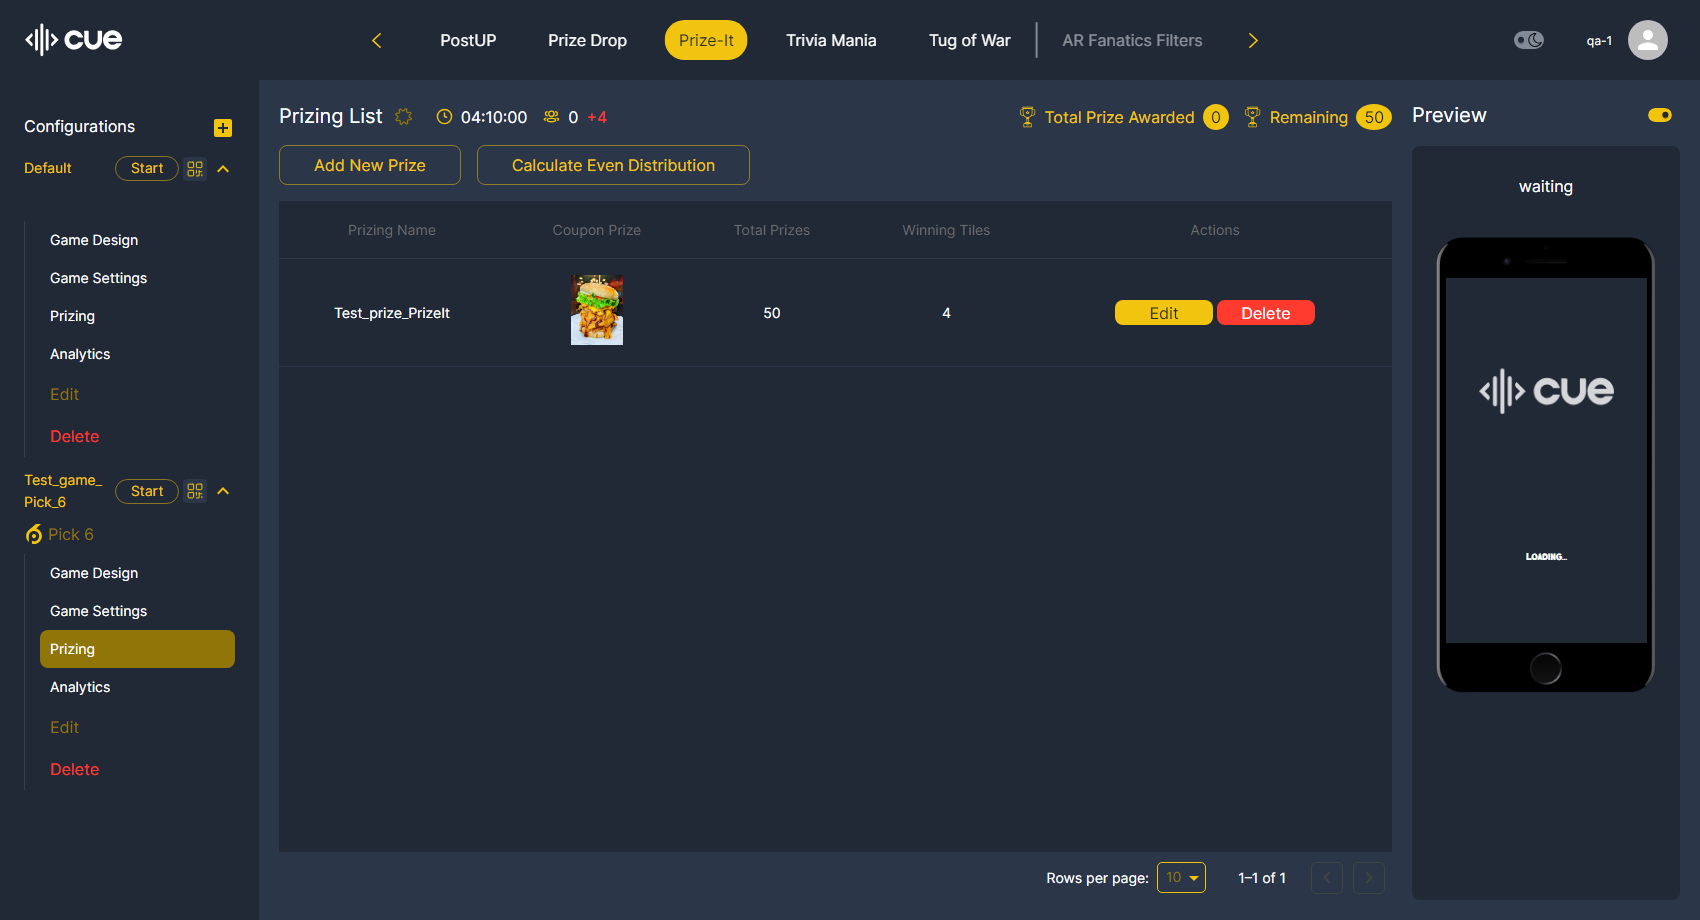 cue
PostUP
Prize Drop
Prize-It
Trivia Mania
Tug of War
AR Fanatics Filters
qa-1
Configurations
Default
Start
Game Design
Game Settings
Pricing
Analytics
Edit
Delete
Test_game_
Pick_6
Start
Pick 6
Game Design
Game Settings
Prizing
Analytics
Edit
Delete
Prizing List
04:10:00
0 +4
Total Prize Awarded 0
Remaining 50
Add New Prize
Calculate Even Distribution
Prizing Name
Coupon Prize
Total Prizes
Winning Tiles
Actions
Test_prize_PrizeIt
50
4
Edit
Delete
Rows per page: 10
1–1 of 1
Preview
waiting
cue
LOADING...